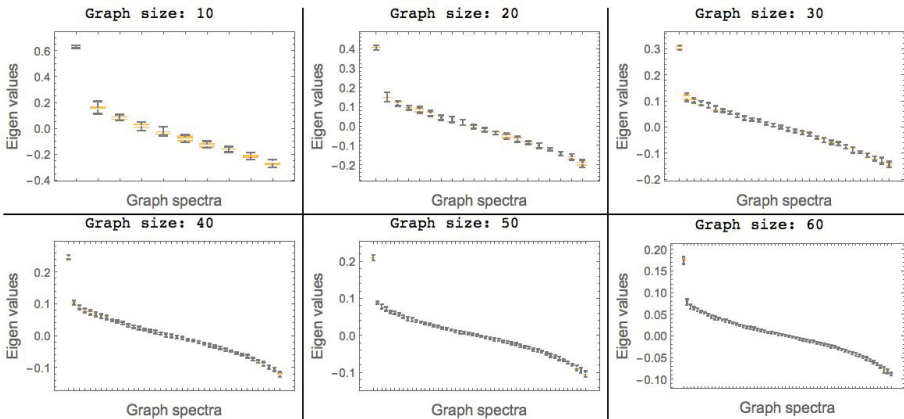 Graph size: 10
Graph size: 20
Graph size: 30
Eigen values
0.6
0.4
0.2
0.0
-0.2
-0.4
Graph spectra
Eigen values
0.4
0.3
0.2
0.1
0.0
-0.1
-0.2
Graph spectra
Eigen values
0.3
0.2
0.1
0.0
-0.1
-0.2
Graph spectra
Graph size: 40
Graph size: 50
Graph size: 60
Eigen values
0.2
0.1
0.0
-0.1
Graph spectra
Eigen values
0.2
0.1
0.0
-0.1
Graph spectra
Eigen values
0.20
0.15
0.10
0.05
0.00
-0.05
-0.10
Graph spectra